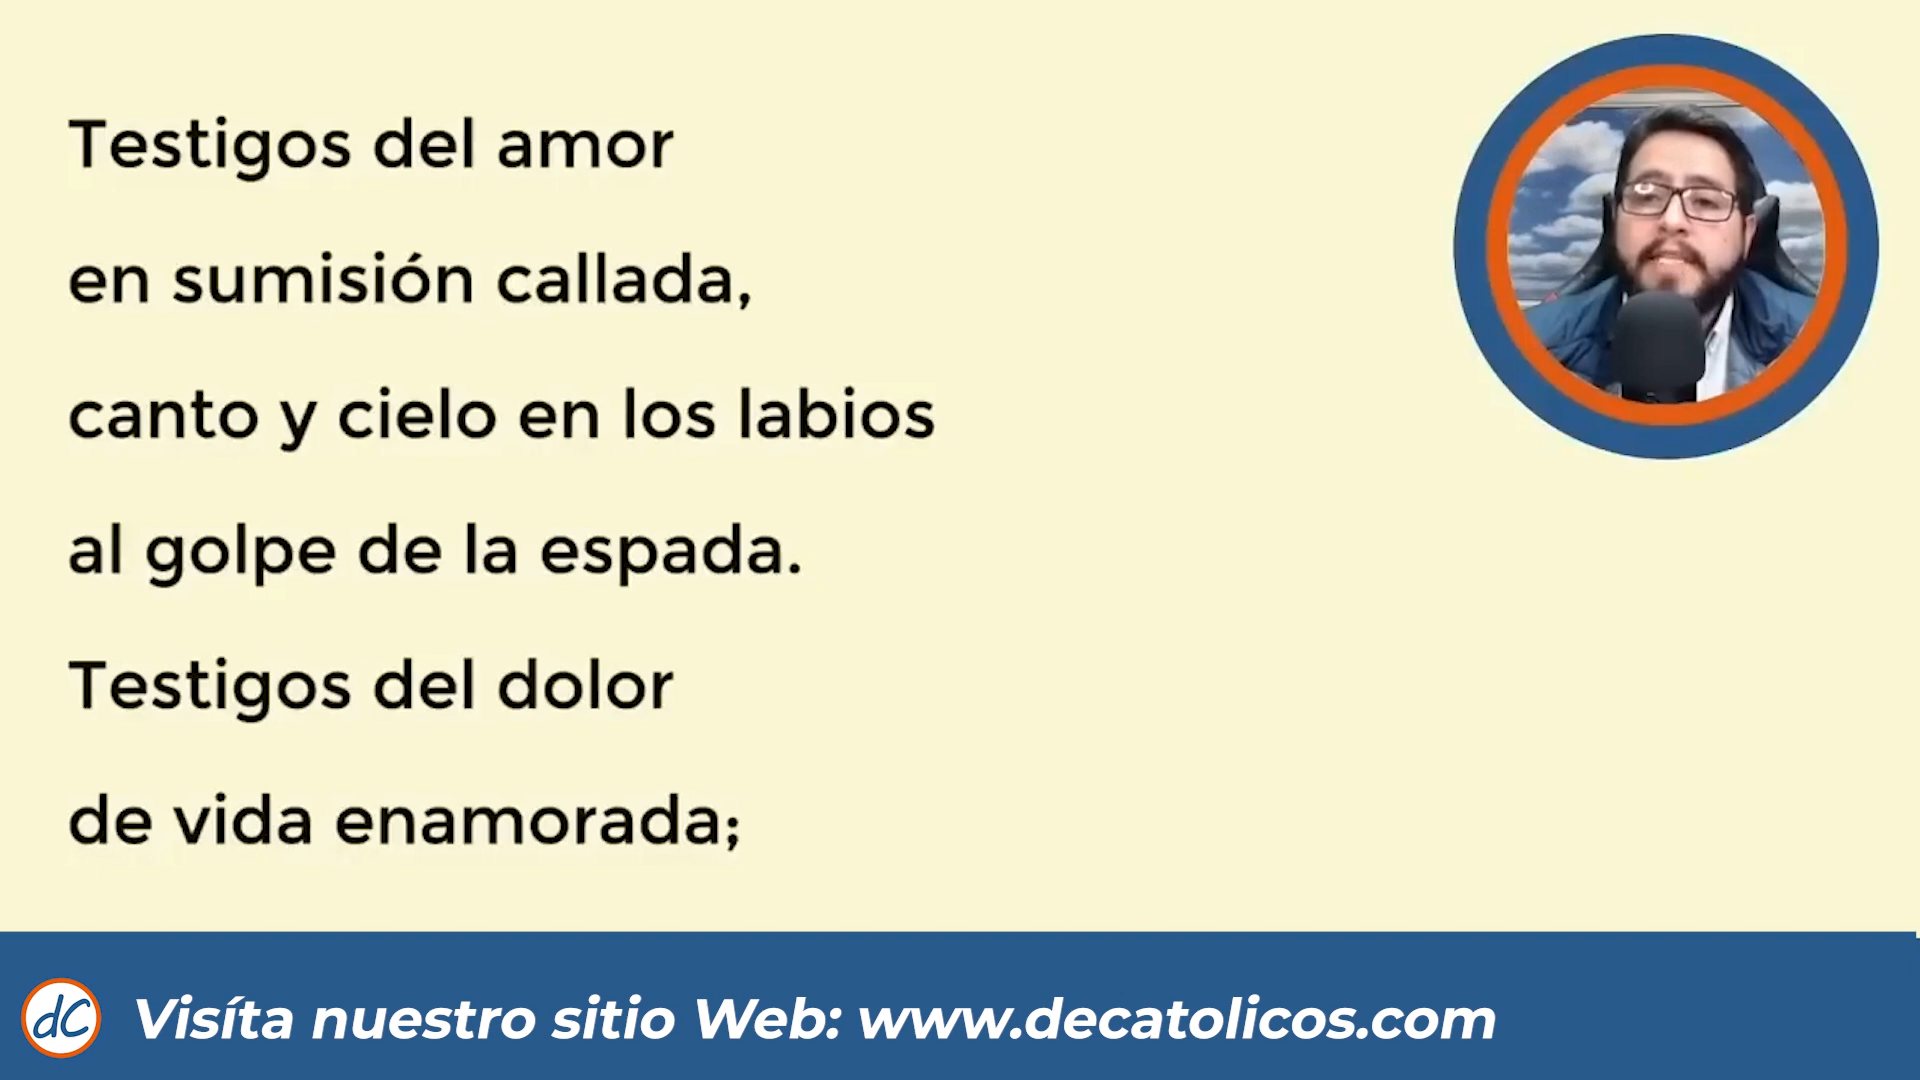 Testigos del amor
en sumisión callada,
canto y cielo en los labios
al golpe de la espada.
Testigos del dolor
de vida enamorada;
dC Visíta nuestro sitio Web: www.decatolicos.com